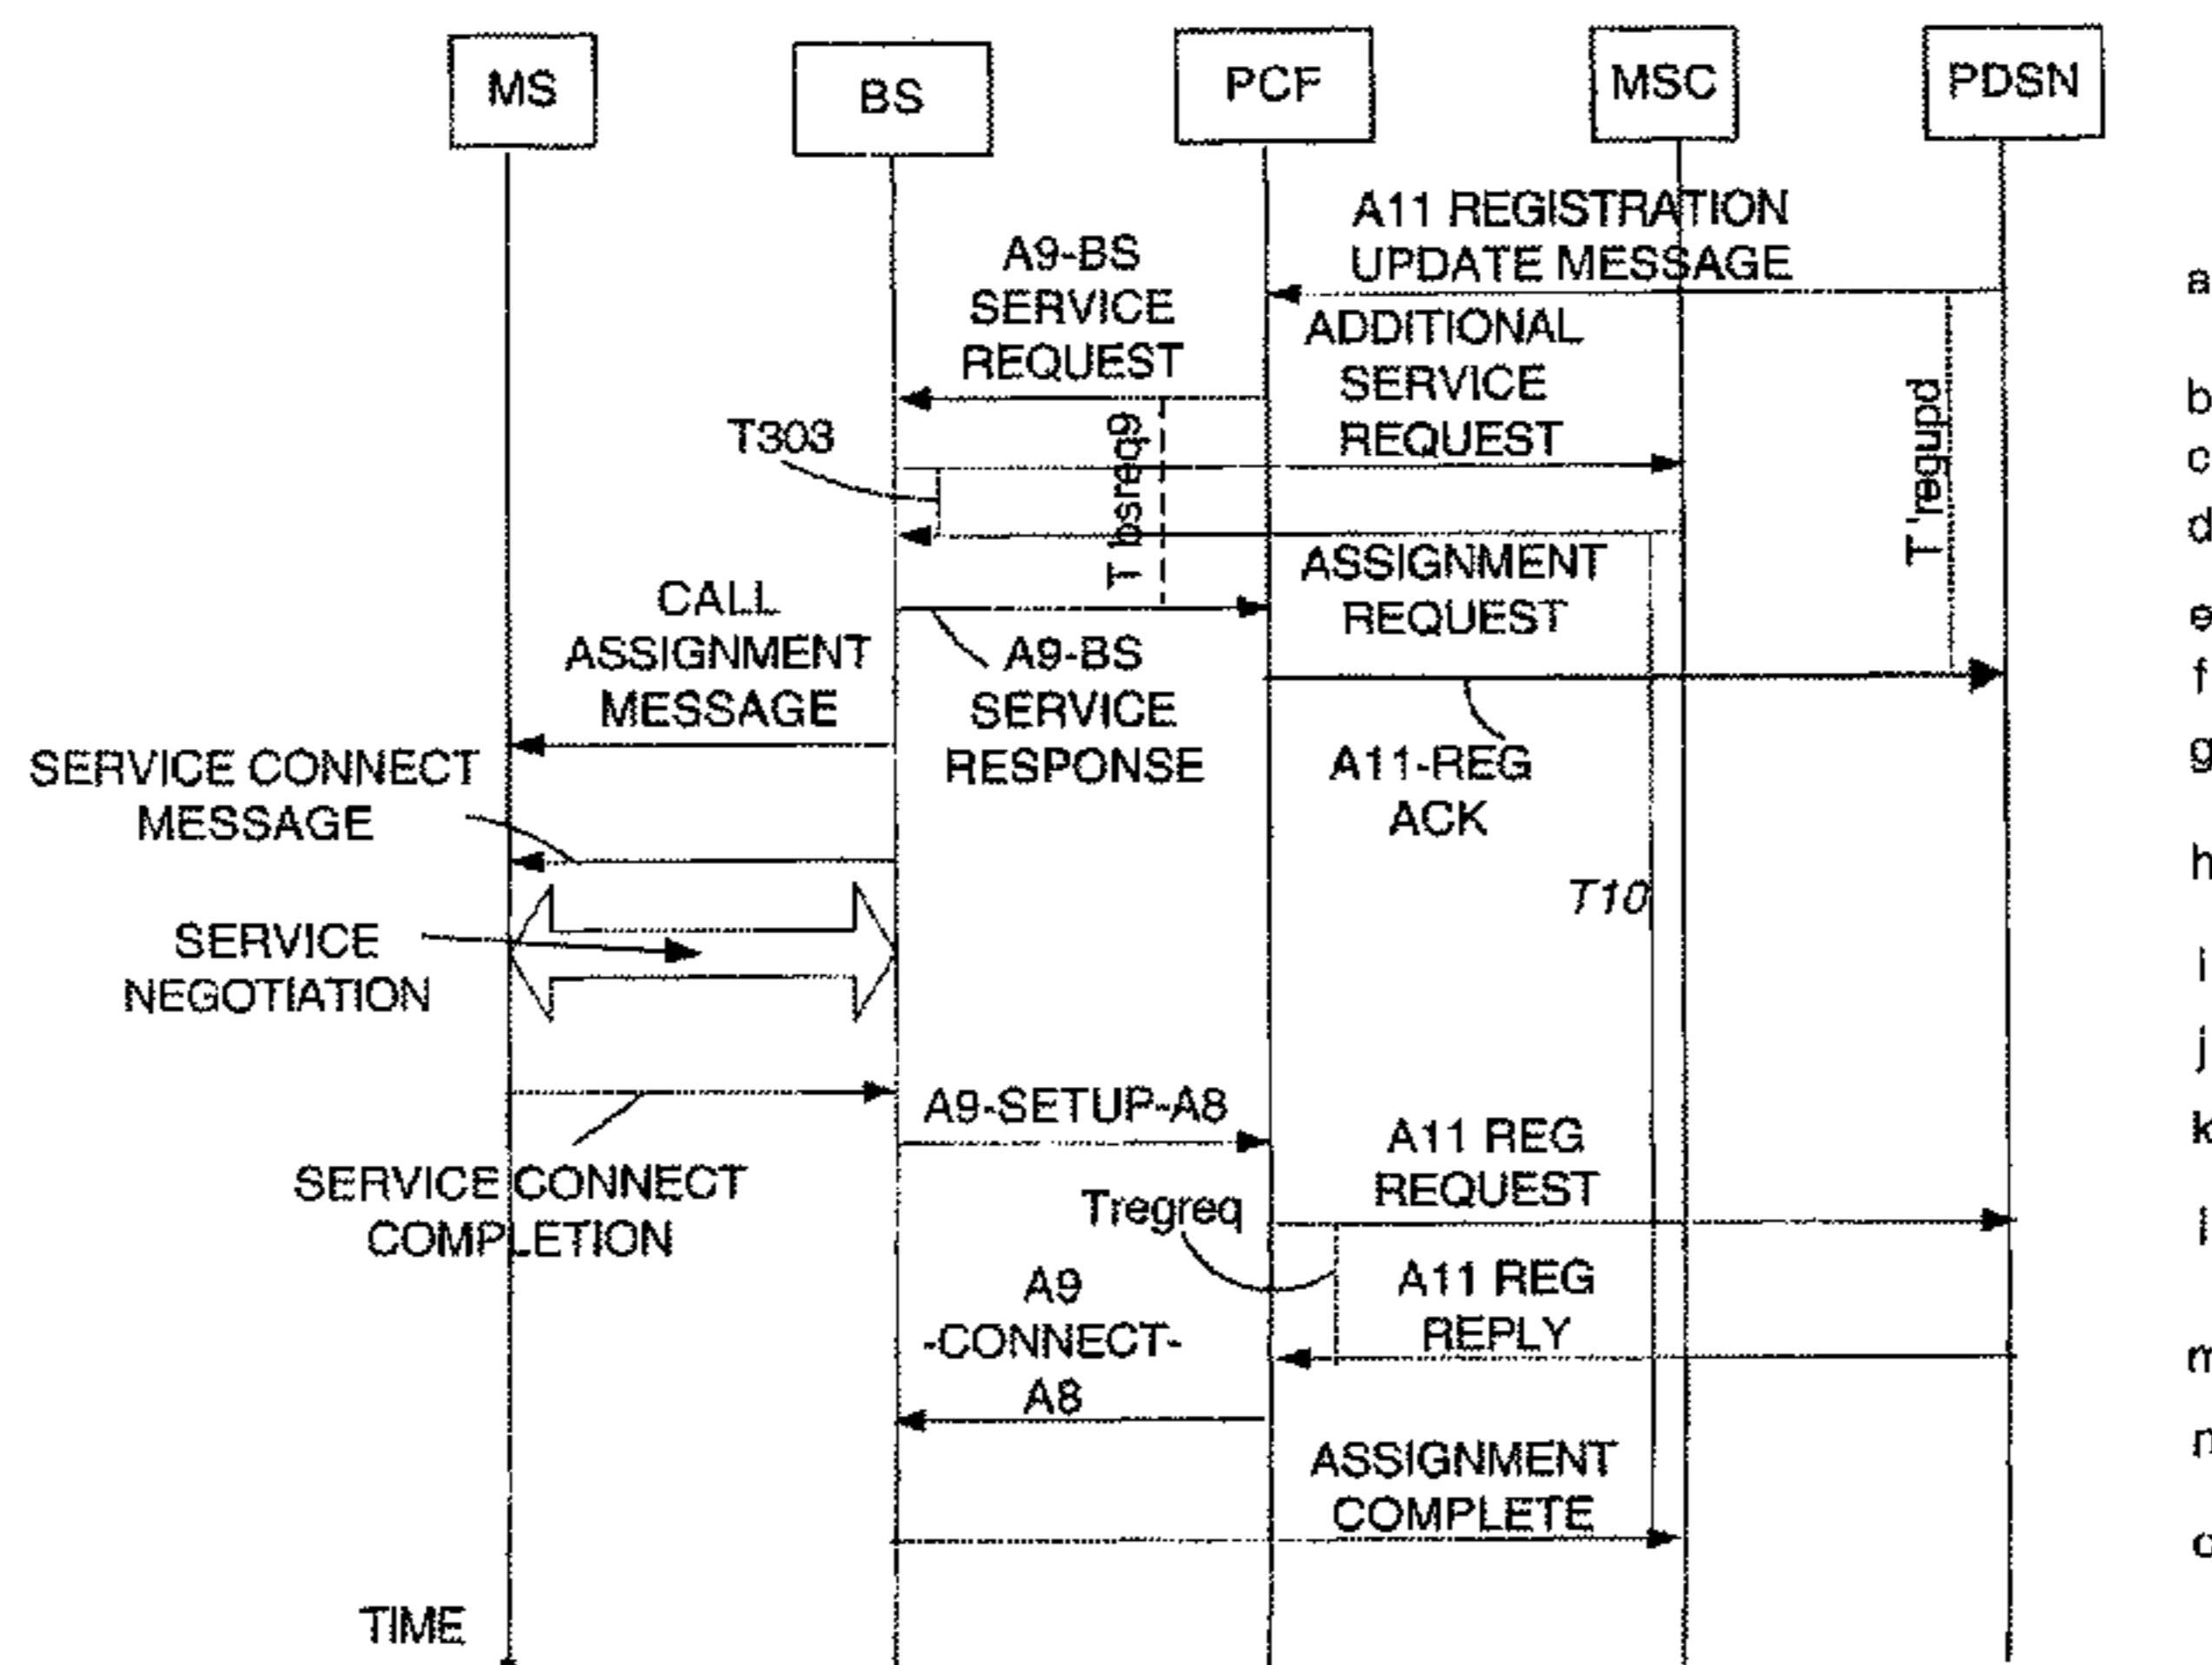 MS
BS
PCF
MSC
PDSN
A11 REGISTRATION
UPDATE MESSAGE
a
A9-BS
SERVICE
REQUEST
ADDITIONAL
SERVICE
REQUEST
b
T303
T bsreq9
T'regupd
c
d
ASSIGNMENT
REQUEST
CALL
ASSIGNMENT
MESSAGE
e
A9-BS
SERVICE
RESPONSE
f
A11-REG
ACK
g
SERVICE CONNECT
MESSAGE
h
T10
SERVICE
NEGOTIATION
i
j
A9-SETUP-A8
k
SERVICE CONNECT
COMPLETION
A11 REG
REQUEST
Tregreq
l
A11 REG
REPLY
A9
-CONNECT-
A8
m
n
ASSIGNMENT
COMPLETE
o
TIME